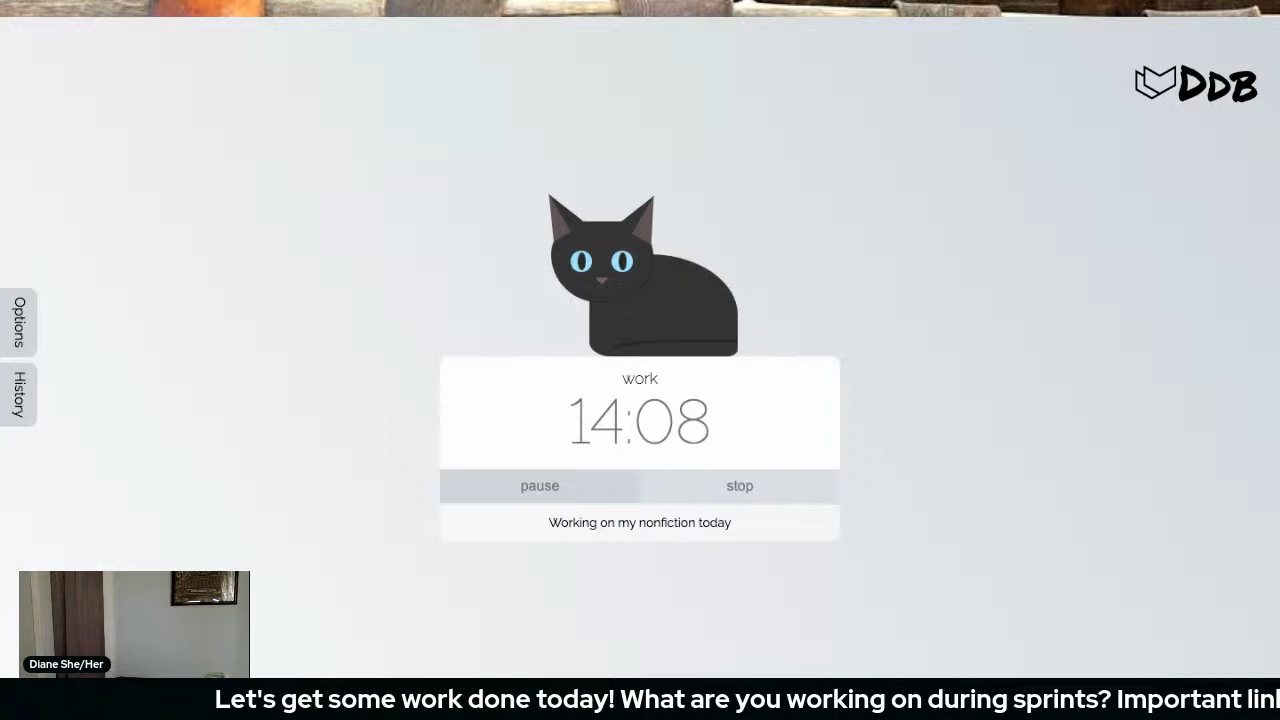 DDB
Options
History
work
14:08
pause
stop
Working on my nonfiction today
Diane She/Her
Let's get some work done today! What are you working on during sprints? Important lin